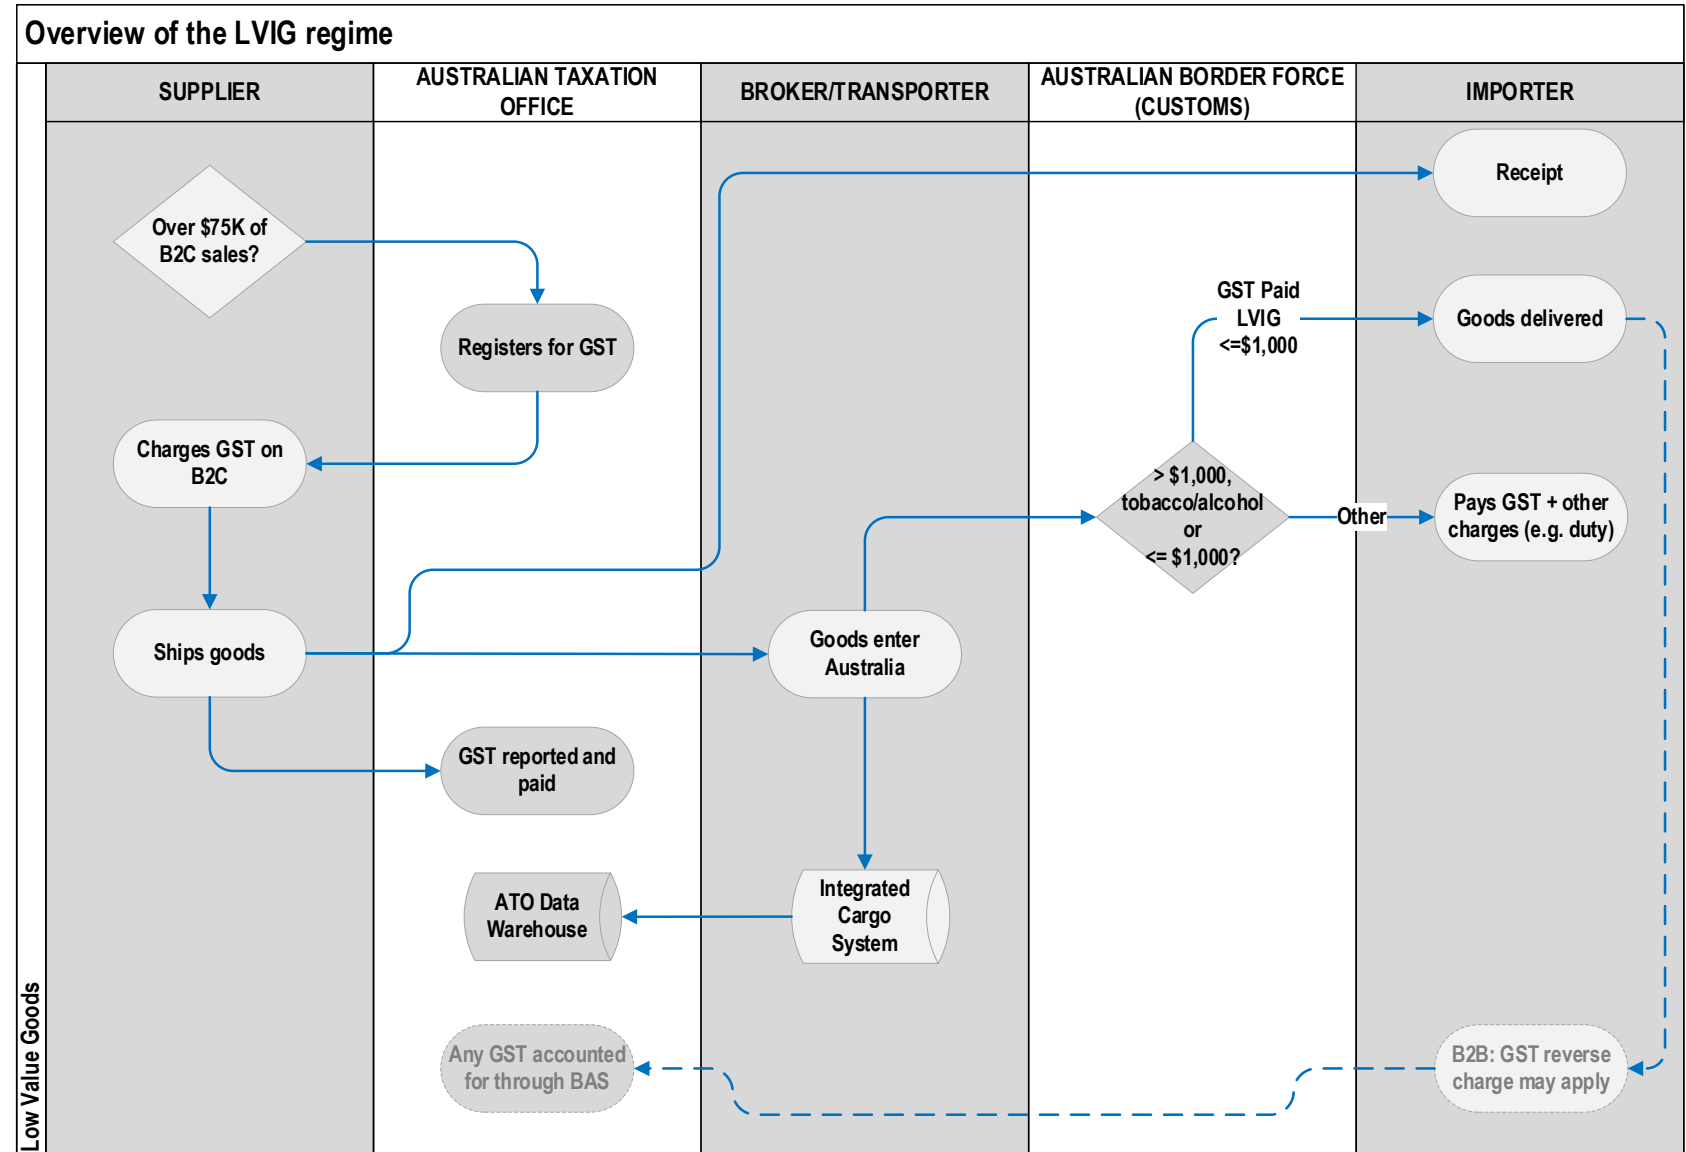 Overview of the LVIG regime
SUPPLIER
AUSTRALIAN TAXATION
OFFICE
BROKER/TRANSPORTER
AUSTRALIAN BORDER FORCE
(CUSTOMS)
IMPORTER
Receipt
Over $75K of
B2C sales?
GST Paid
LVIG
<=$1,000
Goods delivered
Registers for GST
Charges GST on
B2C
> $1,000,
tobacco/alcohol
or
<= $1,000?
Other
Pays GST + other
charges (e.g. duty)
Ships goods
Goods enter
Australia
GST reported and
paid
ATO Data
Warehouse
Integrated
Cargo
System
Low Value Goods
Any GST accounted
for through BAS
B2B: GST reverse
charge may apply